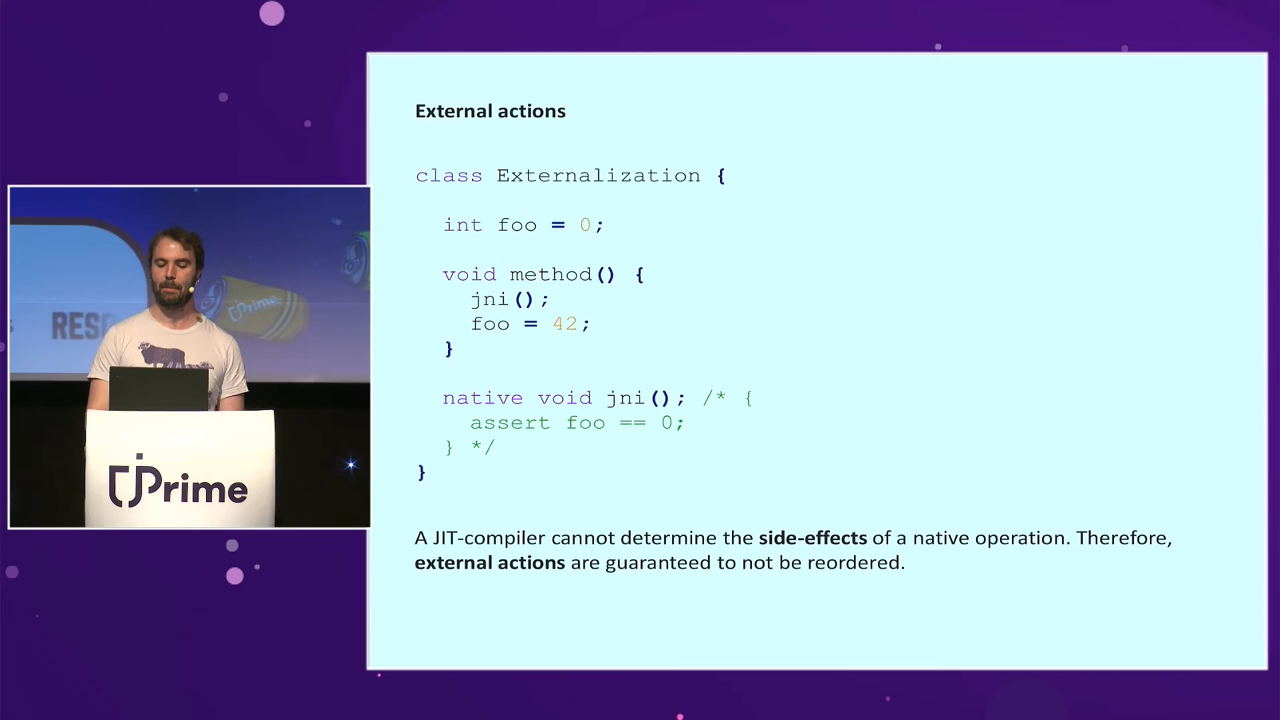 External actions
class Externalization {
int foo = 0;
void method() {
jni();
foo = 42;
}
native void jni(); /* {
assert foo == 0;
} */
}
A JIT-compiler cannot determine the side-effects of a native operation. Therefore,
external actions are guaranteed to not be reordered.
RES
jPrime
jPrime